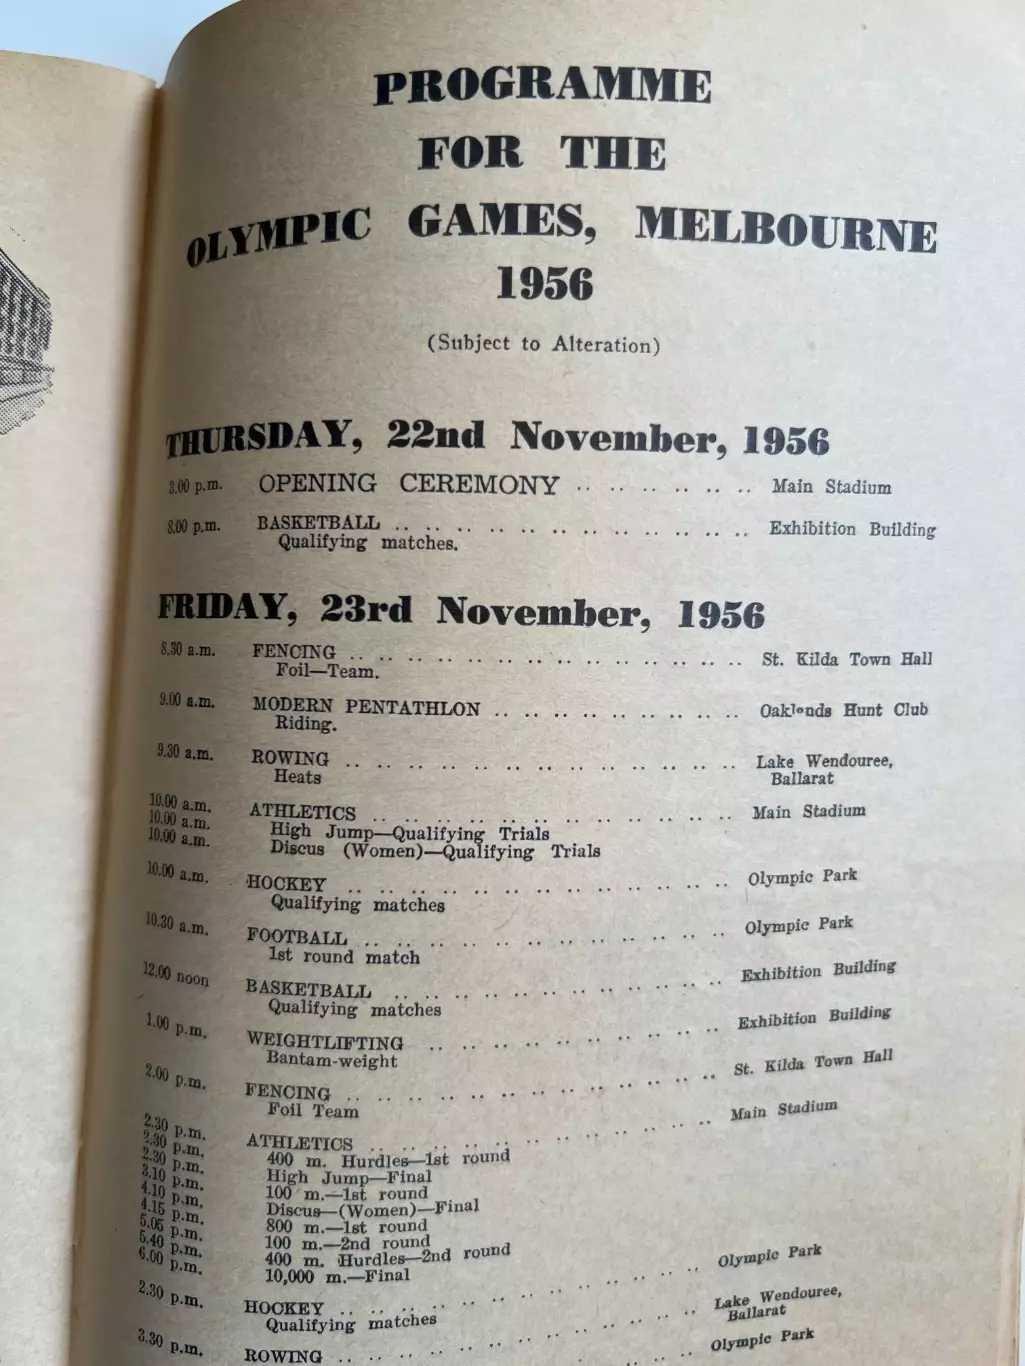 PROGRAMME
FOR THE
OLYMPIC GAMES, MELBOURNE
1956
(Subject to Alteration)
THURSDAY, 22nd November, 1956
3.00 p.m. OPENING CEREMONY .. .. .. .. .. .. Main Stadium
8.00 p.m. BASKETBALL .. .. .. .. .. .. .. .. .. .. .. .. Exhibition Building
Qualifying matches.
FRIDAY, 23rd November, 1956
8.30 a.m. FENCING .. .. .. .. .. .. .. .. .. .. .. .. .. .. St. Kilda Town Hall
Foil—Team.
9.00 a.m. MODERN PENTATHLON .. .. .. .. .. .. .. .. .. Oaklands Hunt Club
Riding.
9.30 a.m. ROWING .. .. .. .. .. .. .. .. .. .. .. .. .. .. Lake Wendouree,
Heats Ballarat
10.00 a.m. ATHLETICS .. .. .. .. .. .. .. .. .. .. .. .. .. Main Stadium
10.00 a.m. High Jump—Qualifying Trials
10.00 a.m. Discus (Women)—Qualifying Trials
10.00 a.m. HOCKEY .. .. .. .. .. .. .. .. .. .. .. .. .. Olympic Park
Qualifying matches
10.30 a.m. FOOTBALL .. .. .. .. .. .. .. .. .. .. .. .. Olympic Park
1st round match
12.00 noon BASKETBALL .. .. .. .. .. .. .. .. .. .. .. Exhibition Building
Qualifying matches
1.00 p.m. WEIGHTLIFTING .. .. .. .. .. .. .. .. .. .. Exhibition Building
Bantam-weight
2.00 p.m. FENCING .. .. .. .. .. .. .. .. .. .. .. .. .. St. Kilda Town Hall
Foil Team
2.30 p.m. ATHLETICS .. .. .. .. .. .. .. .. .. .. .. Main Stadium
2.30 p.m. 400 m. Hurdles—1st round
2.30 p.m. High Jump—Final
3.10 p.m. 100 m.—1st round
4.10 p.m. Discus—(Women)—Final
4.15 p.m. 800 m.—1st round
5.05 p.m. 100 m.—2nd round
5.40 p.m. 400 m. Hurdles—2nd round
6.00 p.m. 10,000 m.—Final
2.30 p.m. HOCKEY .. .. .. .. .. .. .. .. .. .. .. .. Olympic Park
Qualifying matches
3.30 p.m. ROWING .. .. .. .. .. .. .. .. .. .. .. .. Lake Wendouree,
Ballarat
Olympic Park